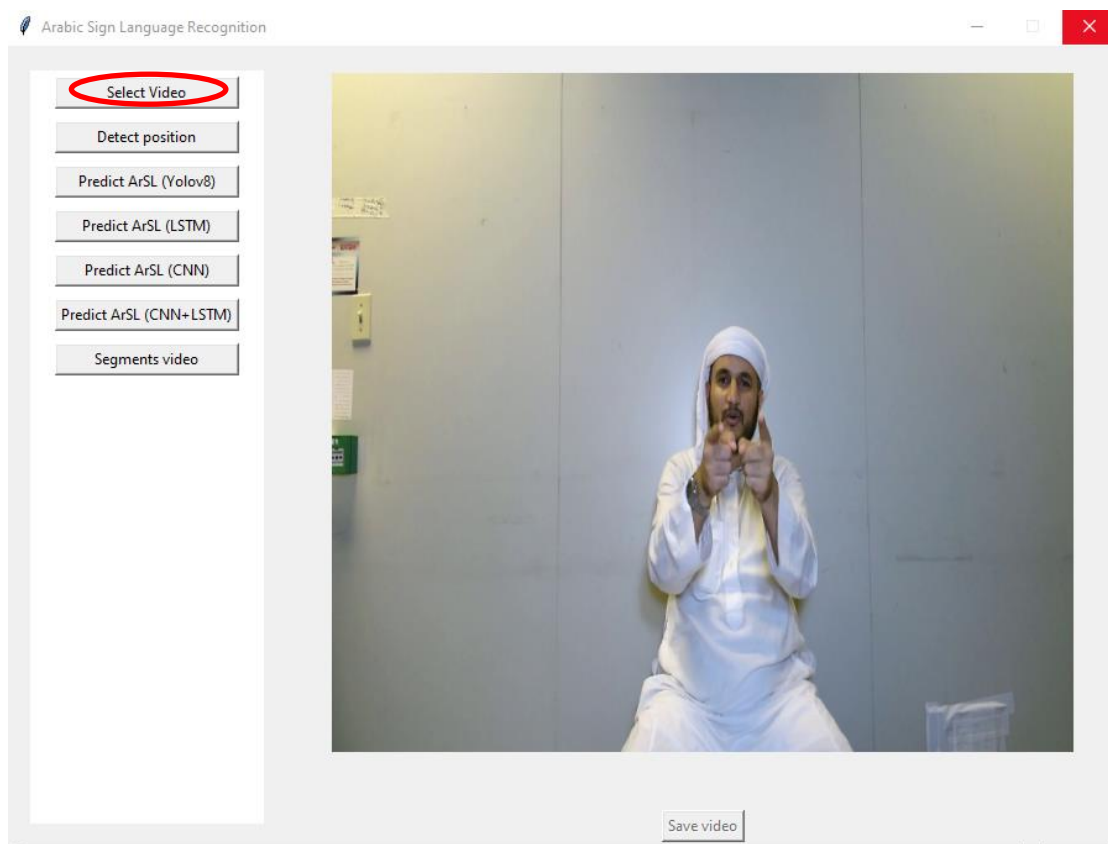 Arabic Sign Language Recognition
Select Video
Detect position
Predict ArSL (Yolov8)
Predict ArSL (LSTM)
Predict ArSL (CNN)
Predict ArSL (CNN+LSTM)
Segments video
Save video